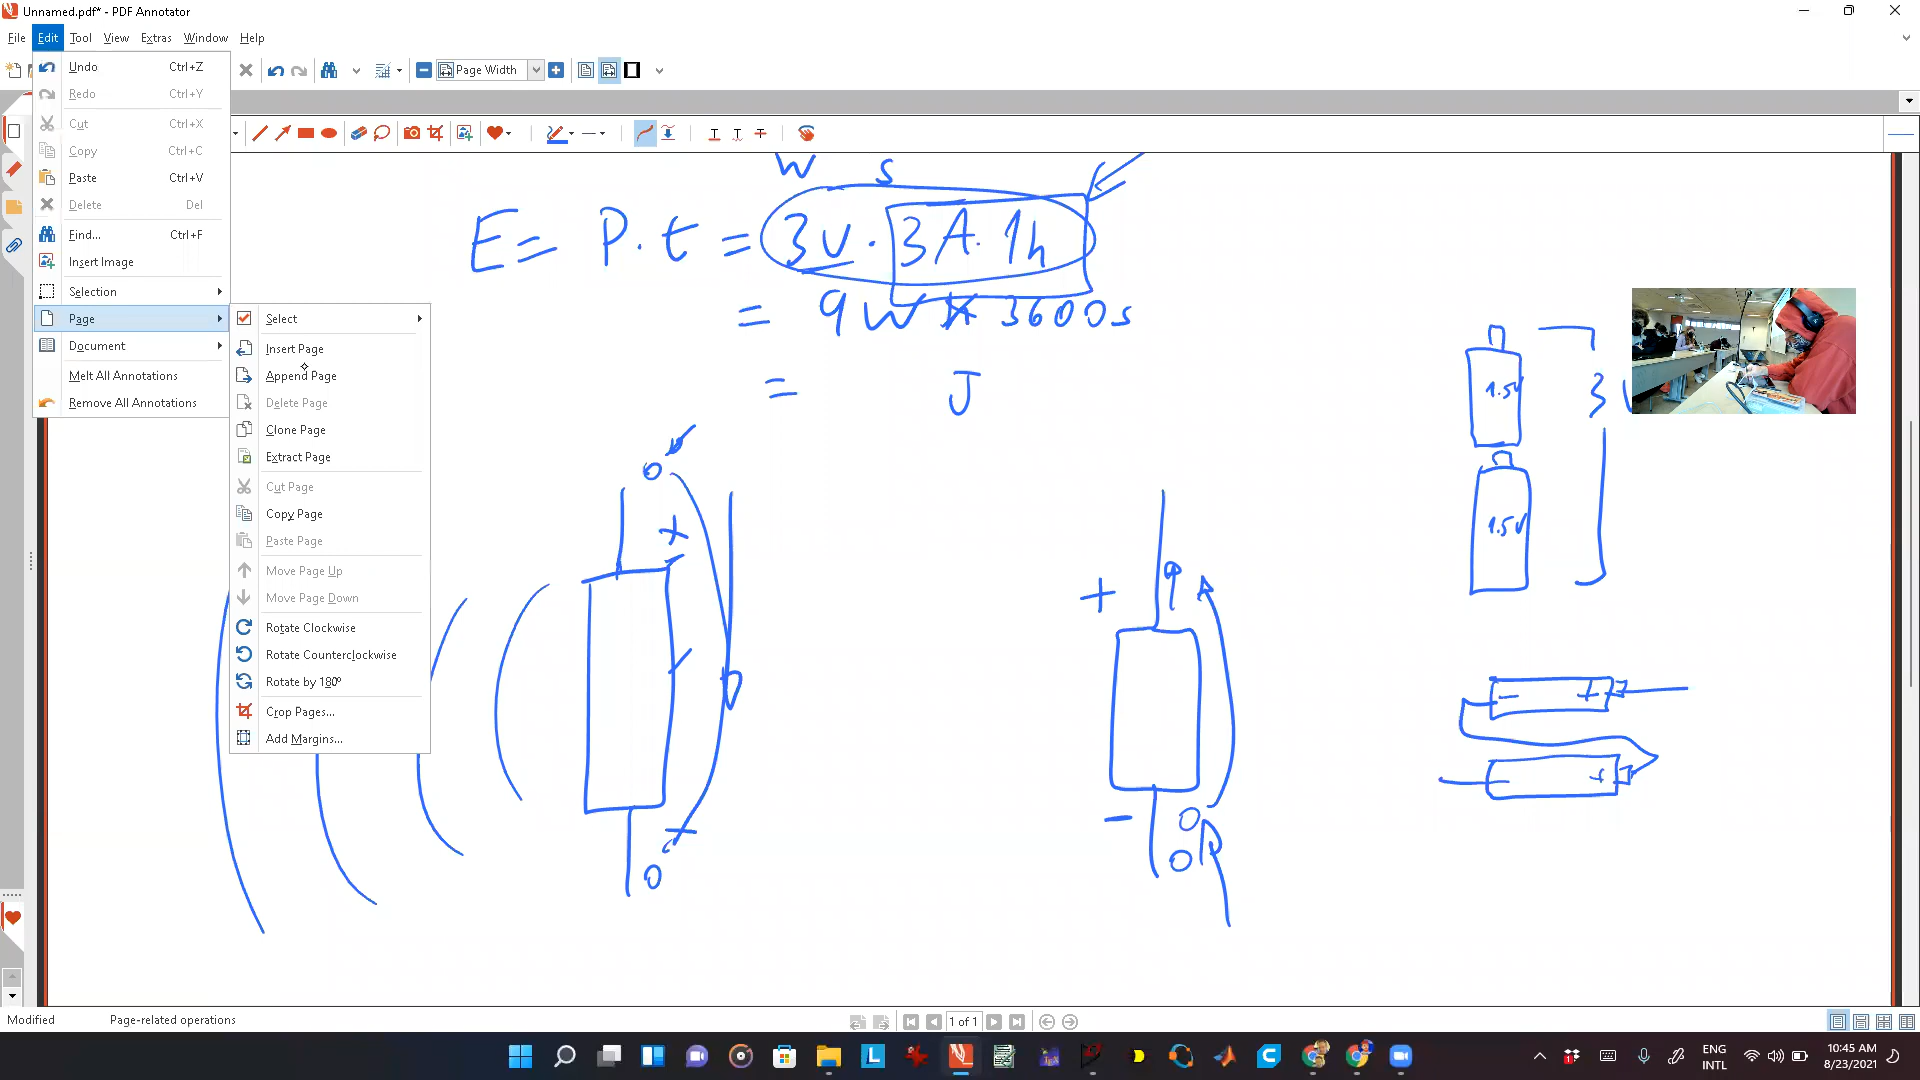 Unnamed.pdf* - PDF Annotator
File Edit Tool View Extras Window Help
Page Width
Undo Ctrl+Z
Redo Ctrl+Y
Cut Ctrl+X
Copy Ctrl+C
Paste Ctrl+V
Delete Del
Find... Ctrl+F
Insert Image
Selection
Page
Document
Melt All Annotations
Remove All Annotations
Select
Insert Page
Append Page
Delete Page
Clone Page
Extract Page
Cut Page
Copy Page
Paste Page
Move Page Up
Move Page Down
Rotate Clockwise
Rotate Counterclockwise
Rotate by 180º
Crop Pages...
Add Margins...
W s
E = P. t = 3V · 3A · 1h
= 9W 3600s
= J
1.5V
3 V
1.5V
+
+
+
-
- +
- +
Modified Page-related operations 1 of 1
ENG
INTL
10:45 AM
8/23/2021